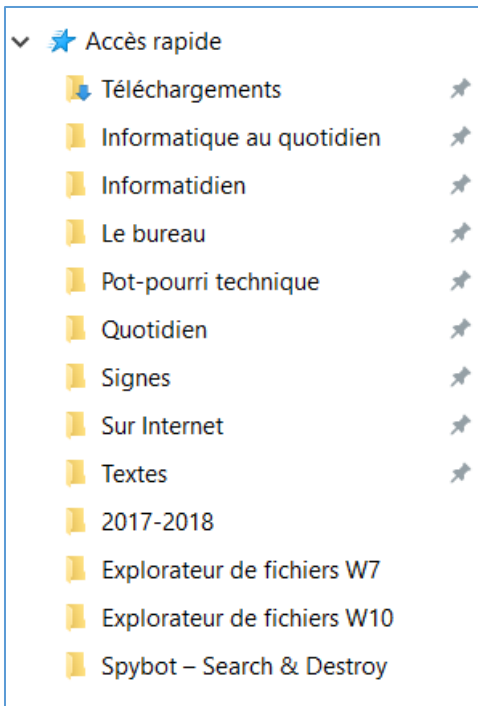 Accès rapide
Téléchargements
Informatique au quotidien
Informatidien
Le bureau
Pot-pourri technique
Quotidien
Signes
Sur Internet
Textes
2017-2018
Explorateur de fichiers W7
Explorateur de fichiers W10
Spybot – Search & Destroy